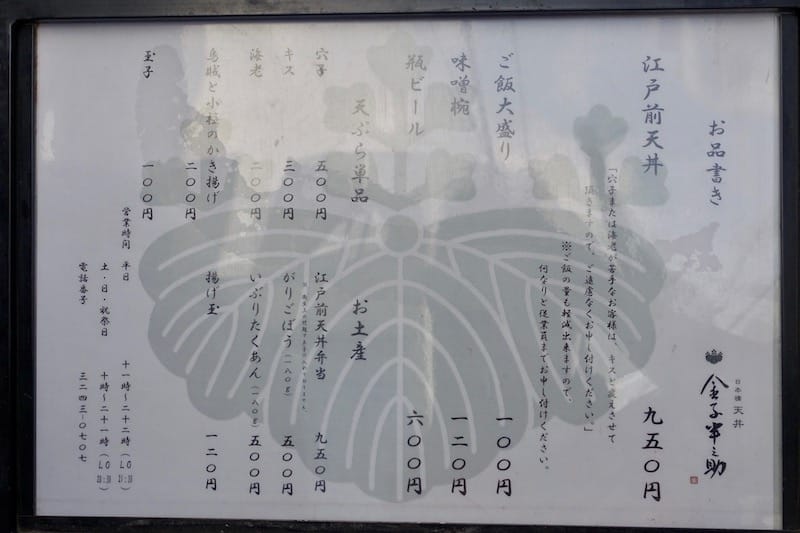 お品書き
日本橋 天丼
金子半之助
江戸前天丼 九五〇円
「穴子または海老が苦手なお客様は、キスと変えさせて
頂きますので、ご遠慮なくお申し付けください。」
※ご飯の量も軽減出来ますので、
何なりと従業員までお申し付けください。
ご飯大盛り 一〇〇円
味噌椀 一二〇円
瓶ビール 六〇〇円
天ぷら単品
穴子 五〇〇円
キス 三〇〇円
海老 二〇〇円
烏賊と小柱のかき揚げ 二〇〇円
玉子 一〇〇円
お土産
江戸前天丼弁当 九五〇円
がりごぼう(一八〇g) 五〇〇円
いぶりたくあん(一八〇g) 五〇〇円
揚げ玉 一二〇円
営業時間 平日 十一時〜二十二時(LO
土・日・祝祭日 十時〜二十一時(LO
電話番号 三二四三-〇七〇七